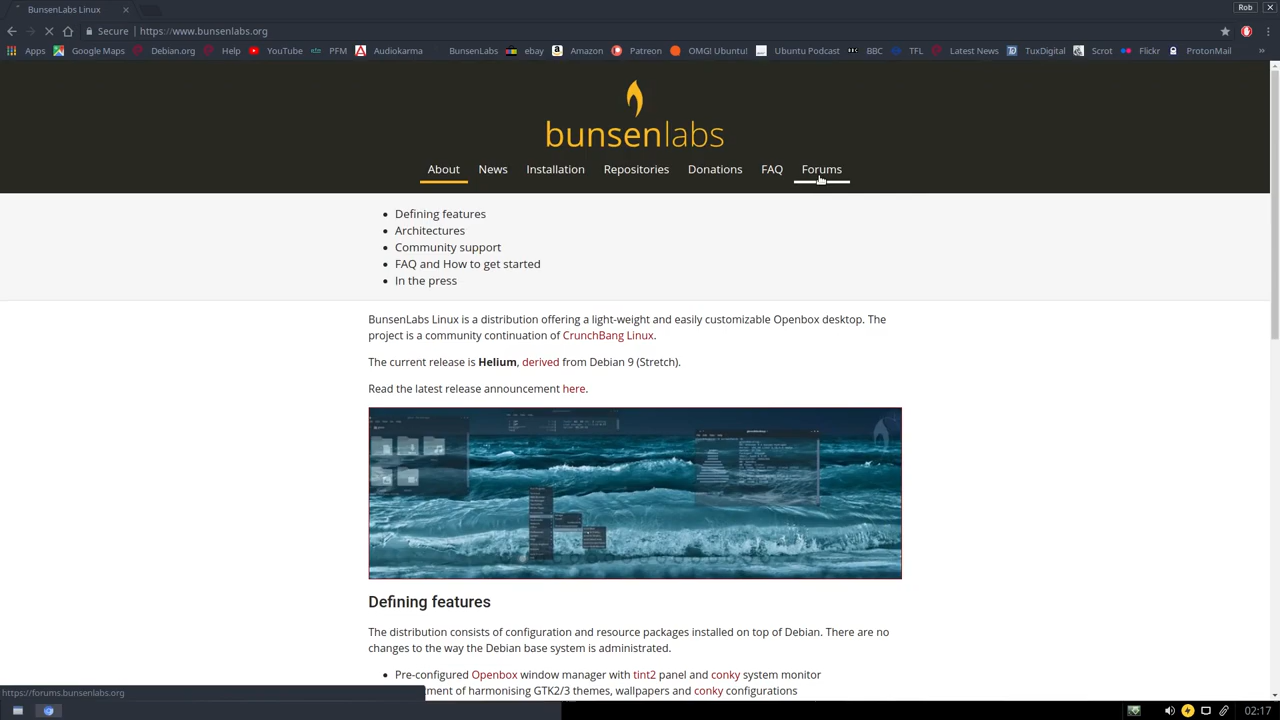 BunsenLabs Linux
Rob
Secure
https://www.bunsenlabs.org
Apps Google Maps Debian.org Help YouTube PFM Audiokarma BunsenLabs ebay Amazon Patreon OMG! Ubuntu! Ubuntu Podcast BBC TFL Latest News TuxDigital Scrot Flickr ProtonMail »
bunsenlabs
About News Installation Repositories Donations FAQ Forums
• Defining features
• Architectures
• Community support
• FAQ and How to get started
• In the press
BunsenLabs Linux is a distribution offering a light-weight and easily customizable Openbox desktop. The
project is a community continuation of CrunchBang Linux.
The current release is Helium, derived from Debian 9 (Stretch).
Read the latest release announcement here.
Defining features
The distribution consists of configuration and resource packages installed on top of Debian. There are no
changes to the way the Debian base system is administrated.
• Pre-configured Openbox window manager with tint2 panel and conky system monitor
tment of harmonising GTK2/3 themes, wallpapers and conky configurations
https://forums.bunsenlabs.org
02:17